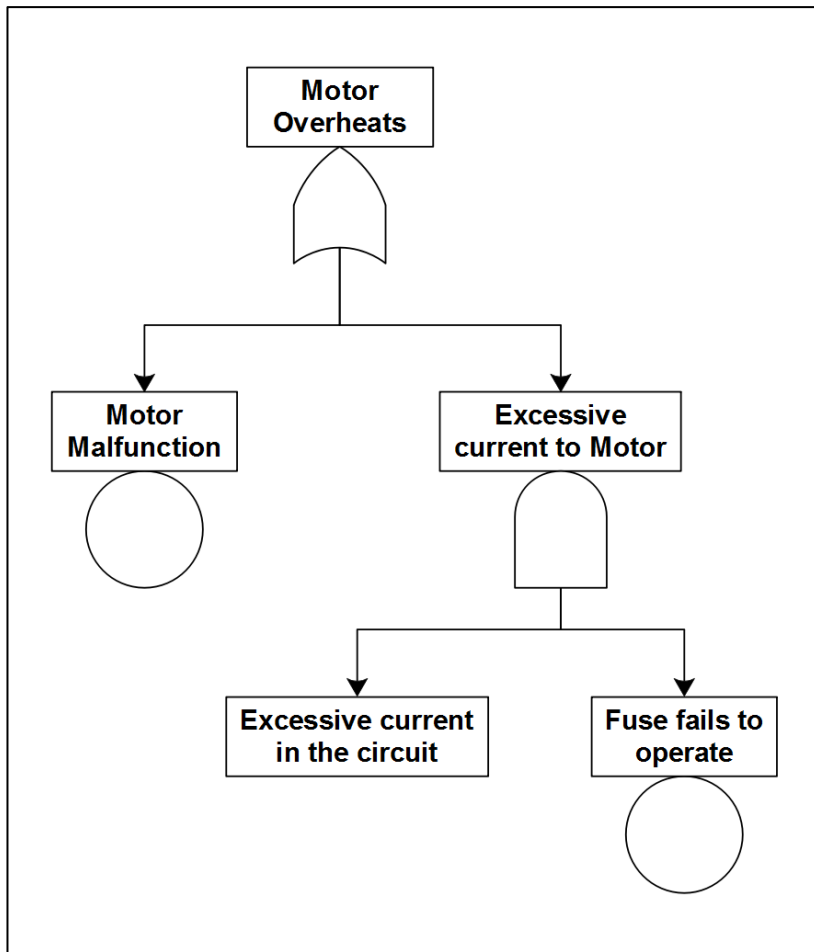 Motor
Overheats
Motor
Malfunction
Excessive
current to Motor
Excessive current
in the circuit
Fuse fails to
operate